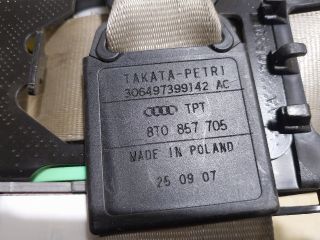 TAKATA-PETRI
306497399142 AC
TPT
8T0 857 705
MADE IN POLAND
25 09 07